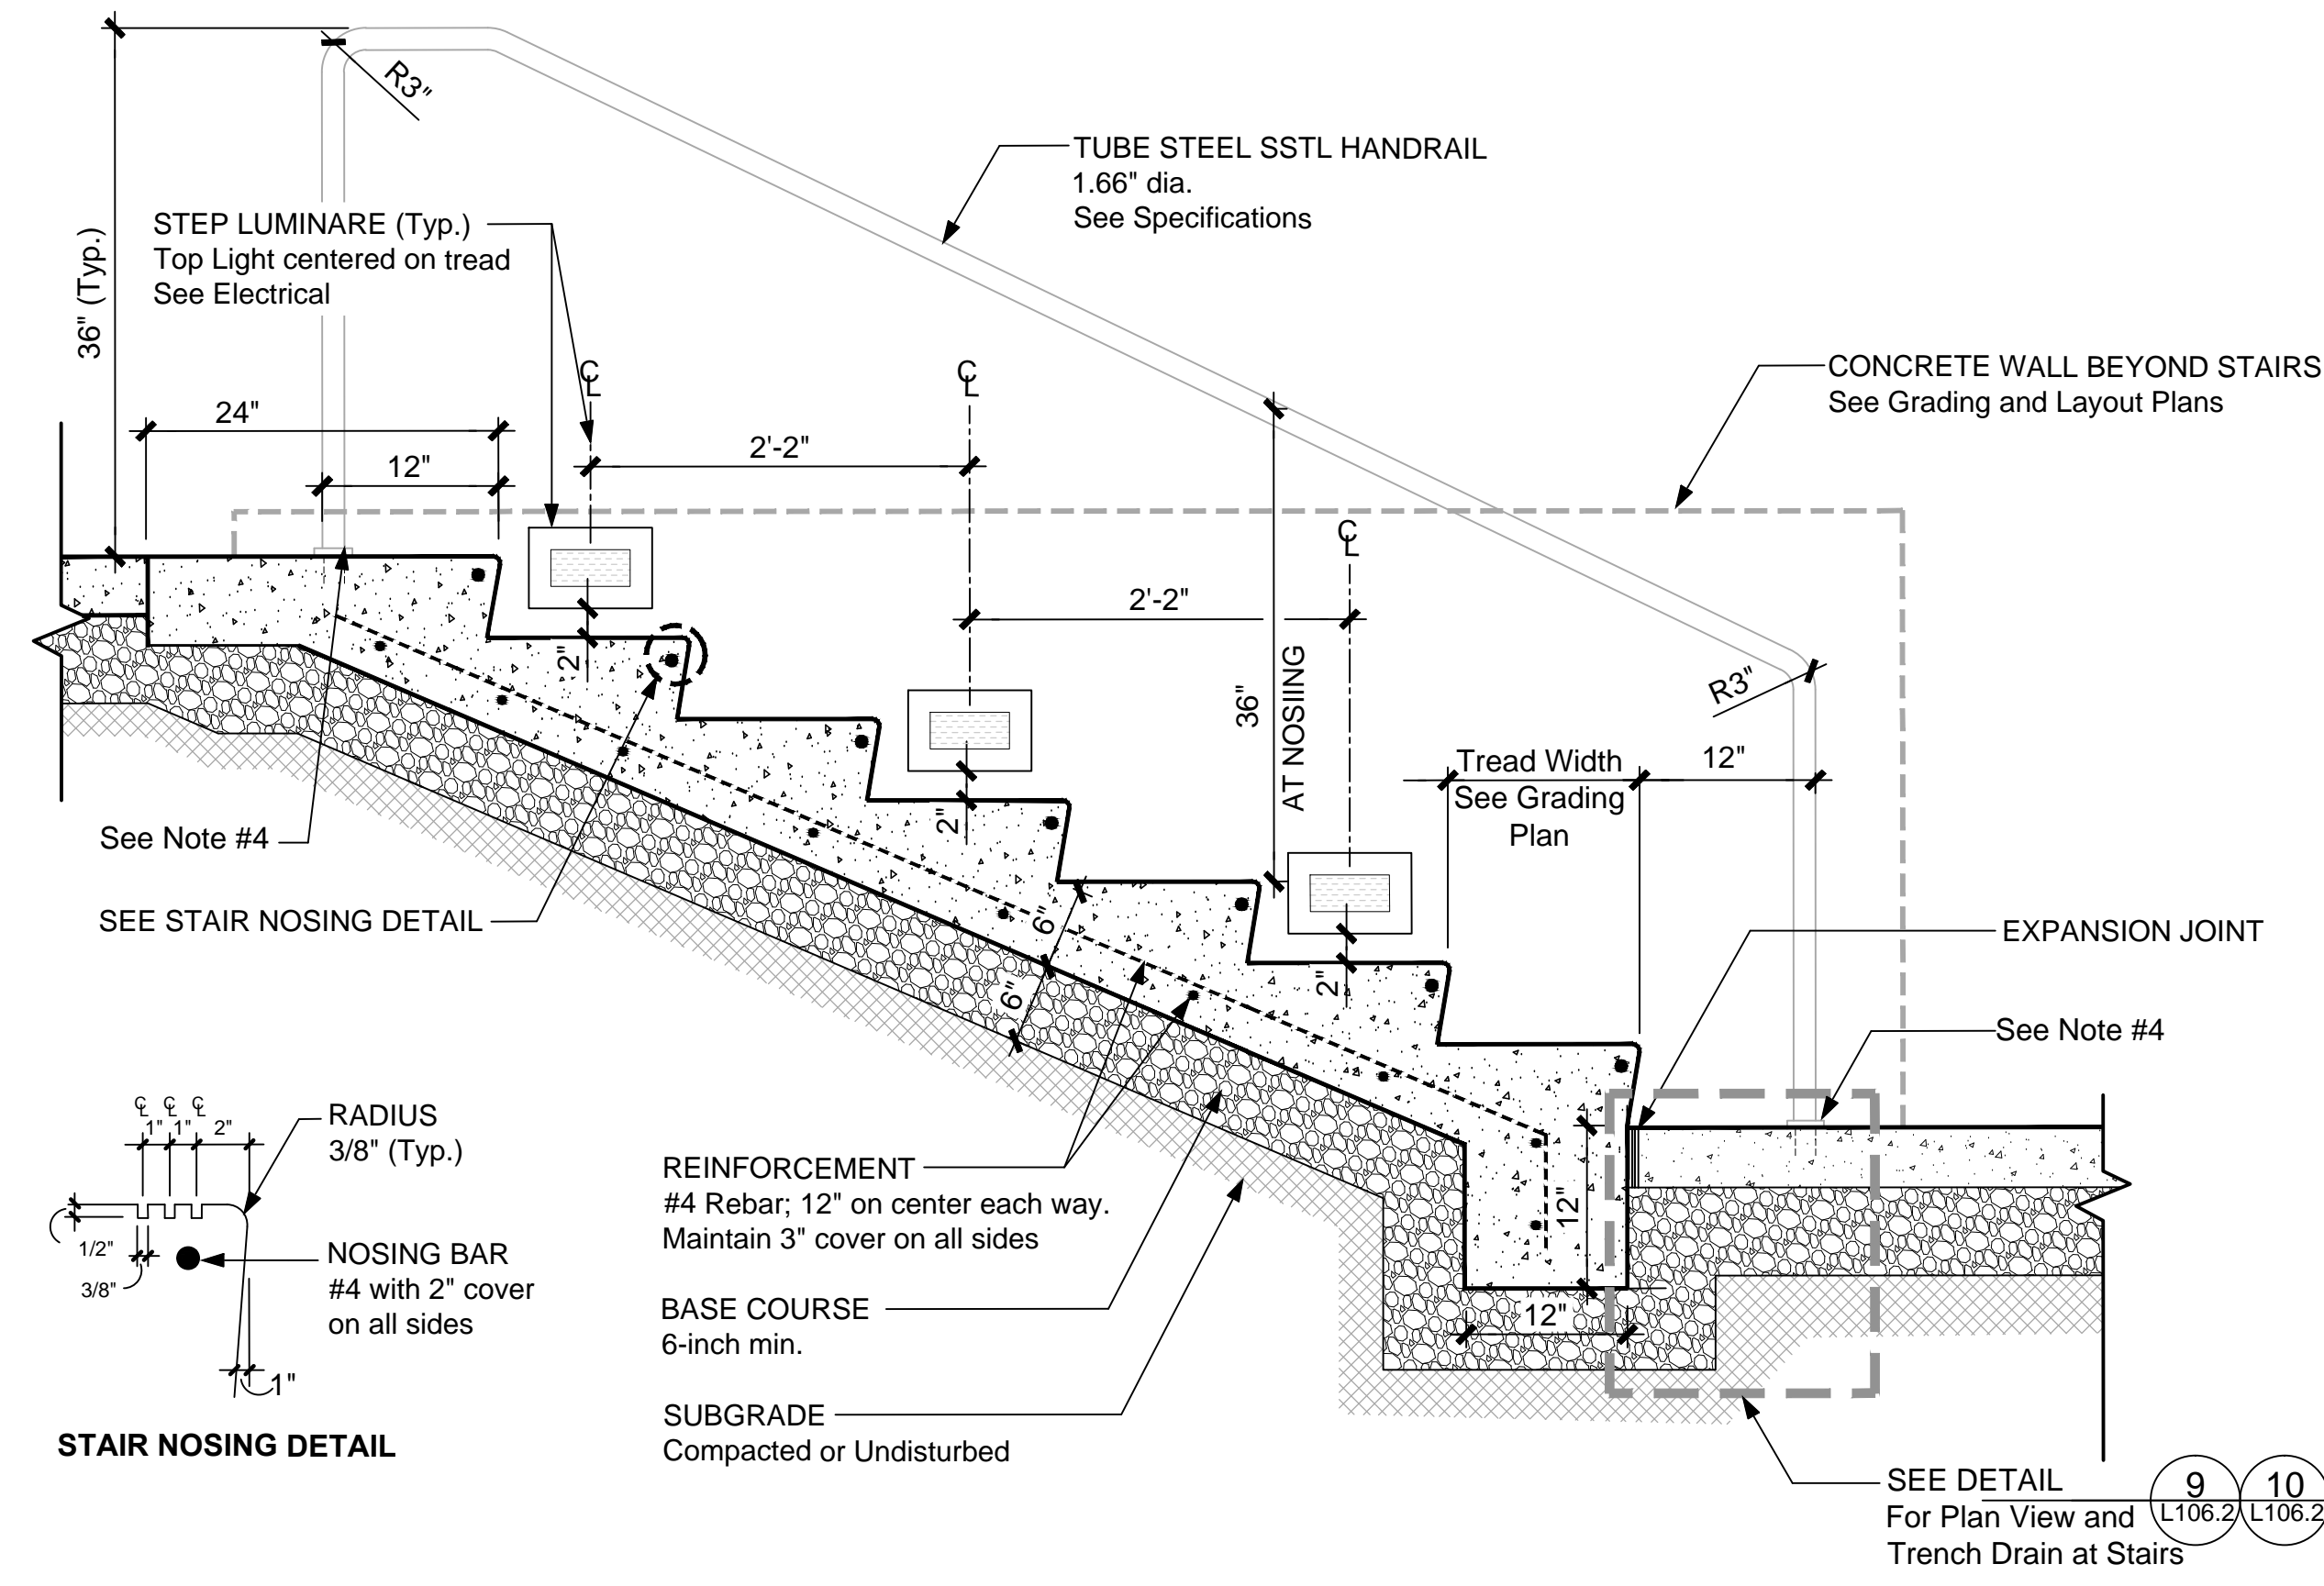 R3"
TUBE STEEL SSTL HANDRAIL
1.66" dia.
See Specifications
36" (Typ.)
STEP LUMINARE (Typ.)
Top Light centered on tread
See Electrical
CONCRETE WALL BEYOND STAIRS
See Grading and Layout Plans
24"
12"
CL
2'-2"
CL
2'-2"
CL
2"
2"
2"
36"
AT NOSIING
R3"
Tread Width
See Grading
Plan
12"
See Note #4
SEE STAIR NOSING DETAIL
6"
6"
EXPANSION JOINT
See Note #4
CL CL CL
1" 1" 2"
RADIUS
3/8" (Typ.)
1/2"
3/8"
NOSING BAR
#4 with 2" cover
on all sides
1"
STAIR NOSING DETAIL
REINFORCEMENT
#4 Rebar; 12" on center each way.
Maintain 3" cover on all sides
BASE COURSE
6-inch min.
SUBGRADE
Compacted or Undisturbed
12"
12"
SEE DETAIL
For Plan View and
Trench Drain at Stairs
9
L106.2
10
L106.2